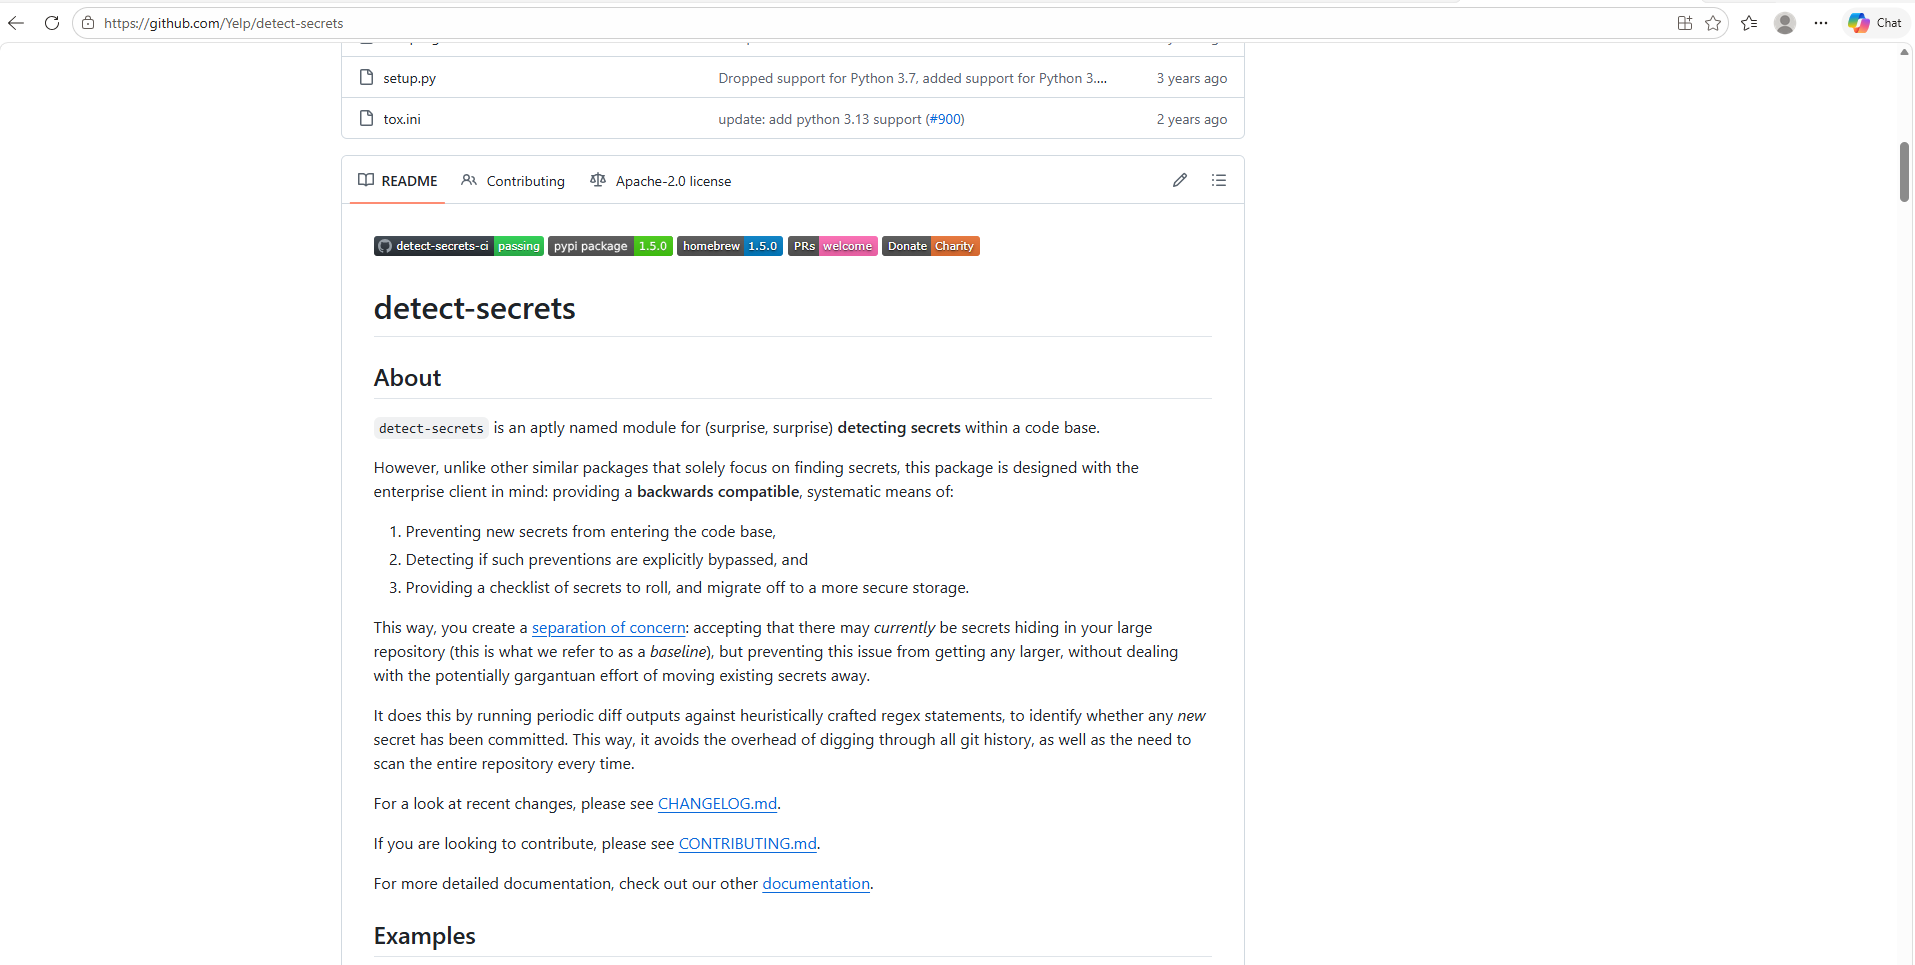 https://github.com/Yelp/detect-secrets
Chat
setup.py Dropped support for Python 3.7, added support for Python 3.... 3 years ago
tox.ini update: add python 3.13 support (#900) 2 years ago
README Contributing Apache-2.0 license
detect-secrets-ci passing pypi package 1.5.0 homebrew 1.5.0 PRs welcome Donate Charity
detect-secrets
About
detect-secrets is an aptly named module for (surprise, surprise) detecting secrets within a code base.
However, unlike other similar packages that solely focus on finding secrets, this package is designed with the
enterprise client in mind: providing a backwards compatible, systematic means of:
1. Preventing new secrets from entering the code base,
2. Detecting if such preventions are explicitly bypassed, and
3. Providing a checklist of secrets to roll, and migrate off to a more secure storage.
This way, you create a separation of concern: accepting that there may currently be secrets hiding in your large
repository (this is what we refer to as a baseline), but preventing this issue from getting any larger, without dealing
with the potentially gargantuan effort of moving existing secrets away.
It does this by running periodic diff outputs against heuristically crafted regex statements, to identify whether any new
secret has been committed. This way, it avoids the overhead of digging through all git history, as well as the need to
scan the entire repository every time.
For a look at recent changes, please see CHANGELOG.md.
If you are looking to contribute, please see CONTRIBUTING.md.
For more detailed documentation, check out our other documentation.
Examples